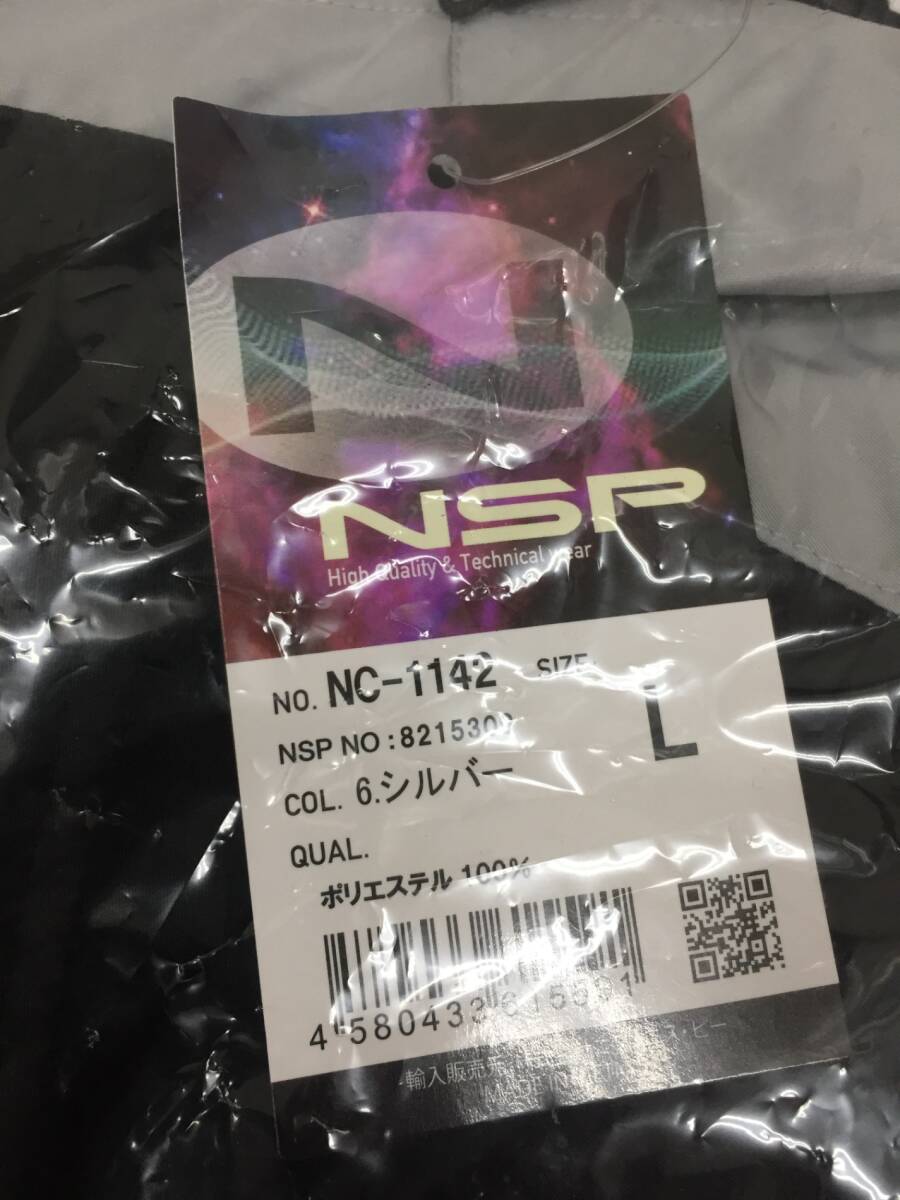 NSP
High Quality & Technical wear
NO. NC-1142 SIZE:
L
NSP NO :
COL. 6.シルバー
QUAL.
ポリエステル 100%
輸入販売元